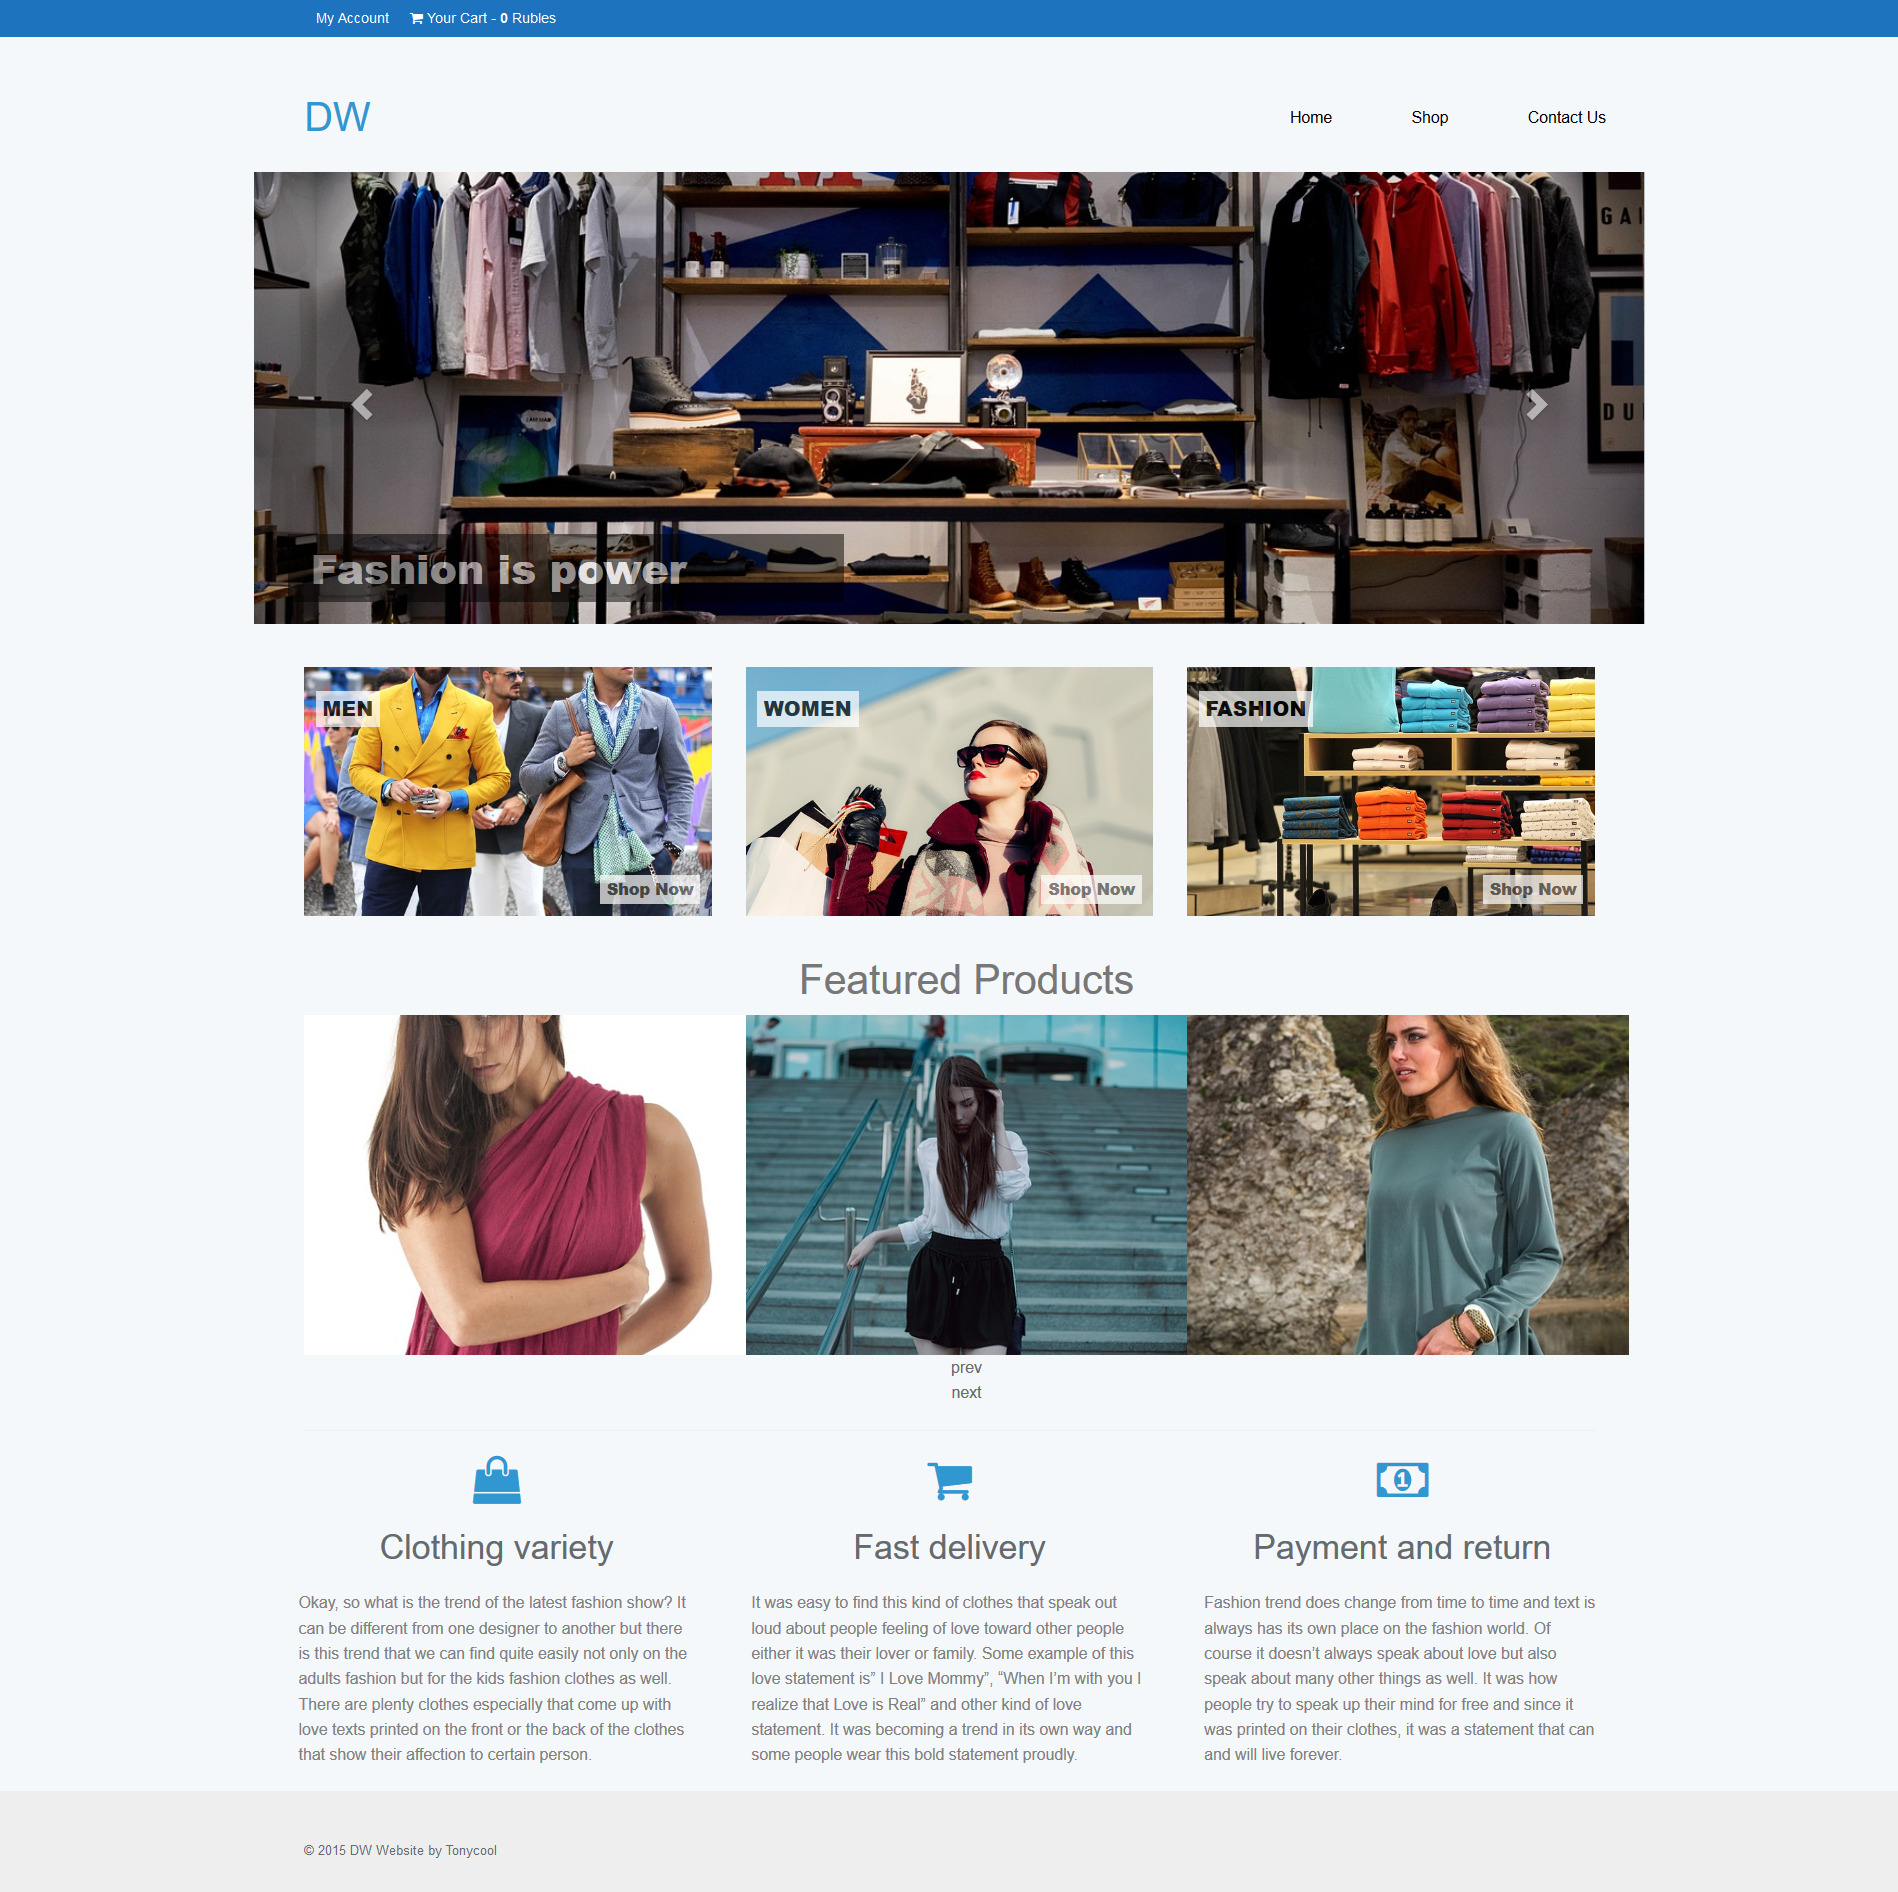 My Account
Your Cart - 0 Rubles
DW
Home
Shop
Contact Us
GA
DU
Fashion is power
MEN
Shop Now
WOMEN
Shop Now
FASHION
Shop Now
Featured Products
prev
next
Clothing variety
Okay, so what is the trend of the latest fashion show? It
can be different from one designer to another but there
is this trend that we can find quite easily not only on the
adults fashion but for the kids fashion clothes as well.
There are plenty clothes especially that come up with
love texts printed on the front or the back of the clothes
that show their affection to certain person.
Fast delivery
It was easy to find this kind of clothes that speak out
loud about people feeling of love toward other people
either it was their lover or family. Some example of this
love statement is” I Love Mommy”, “When I’m with you I
realize that Love is Real” and other kind of love
statement. It was becoming a trend in its own way and
some people wear this bold statement proudly.
1
Payment and return
Fashion trend does change from time to time and text is
always has its own place on the fashion world. Of
course it doesn’t always speak about love but also
speak about many other things as well. It was how
people try to speak up their mind for free and since it
was printed on their clothes, it was a statement that can
and will live forever.
© 2015 DW Website by Tonycool